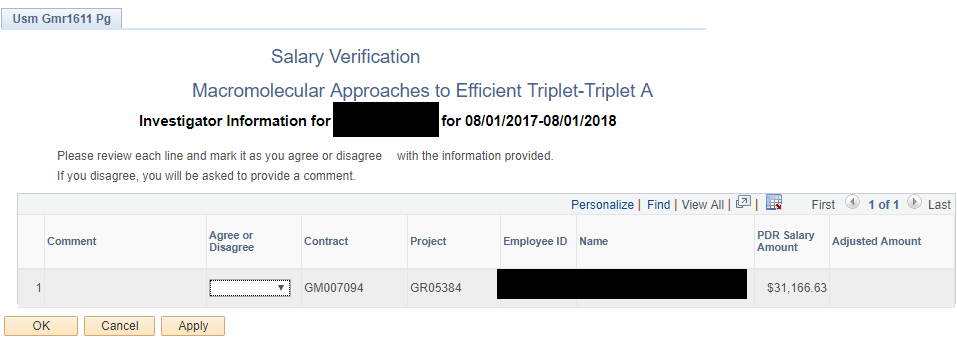 Usm Gmr1611 Pg
Salary Verification
Macromolecular Approaches to Efficient Triplet-Triplet A
Investigator Information for for 08/01/2017-08/01/2018
Please review each line and mark it as you agree or disagree with the information provided.
If you disagree, you will be asked to provide a comment.
Personalize | Find | View All | | First 1 of 1 Last
Comment Agree or Disagree Contract Project Employee ID Name PDR Salary Amount Adjusted Amount
1 GM007094 GR05384 $31,166.63
OK Cancel Apply